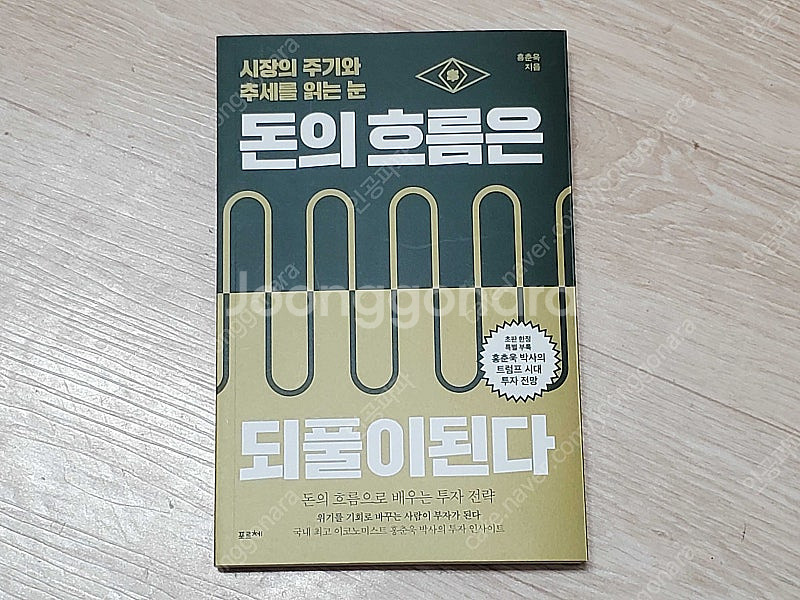 시장의 주기와
추세를 읽는 눈
홍춘욱
지음
돈의 흐름은
Joonggonara
초판 한정
특별 부록
홍춘욱 박사의
트럼프 시대
투자 전망
되풀이된다
돈의 흐름으로 배우는 투자 전략
위기를 기회로 바꾸는 사람이 부자가 된다
국내 최고 이코노미스트 홍춘욱 박사의 투자 인사이트
포르체